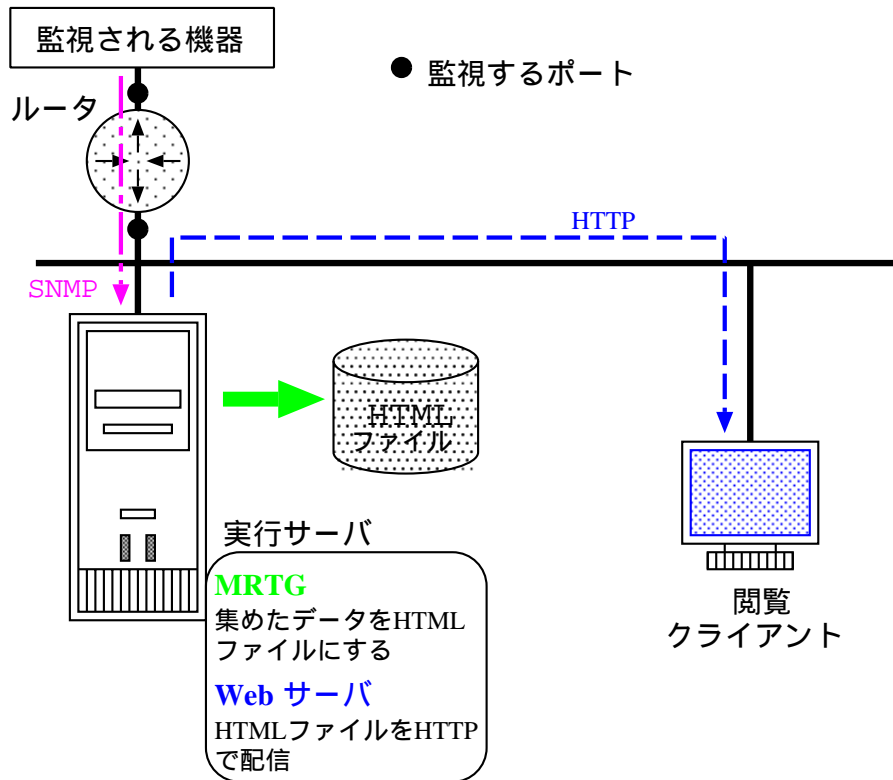 監視される機器
監視するポート
ルータ
HTTP
SNMP
HTML
ファイル
実行サーバ
MRTG
集めたデータをHTML
ファイルにする
Web サーバ
HTMLファイルをHTTP
で配信
閲覧
クライアント